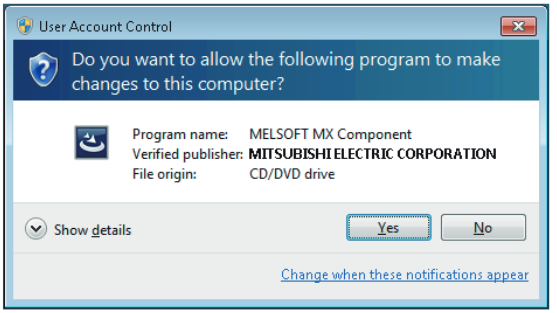 User Account Control
Do you want to allow the following program to make
changes to this computer?
Program name: MELSOFT MX Component
Verified publisher: MITSUBISHI ELECTRIC CORPORATION
File origin: CD/DVD drive
Show details
Yes
No
Change when these notifications appear